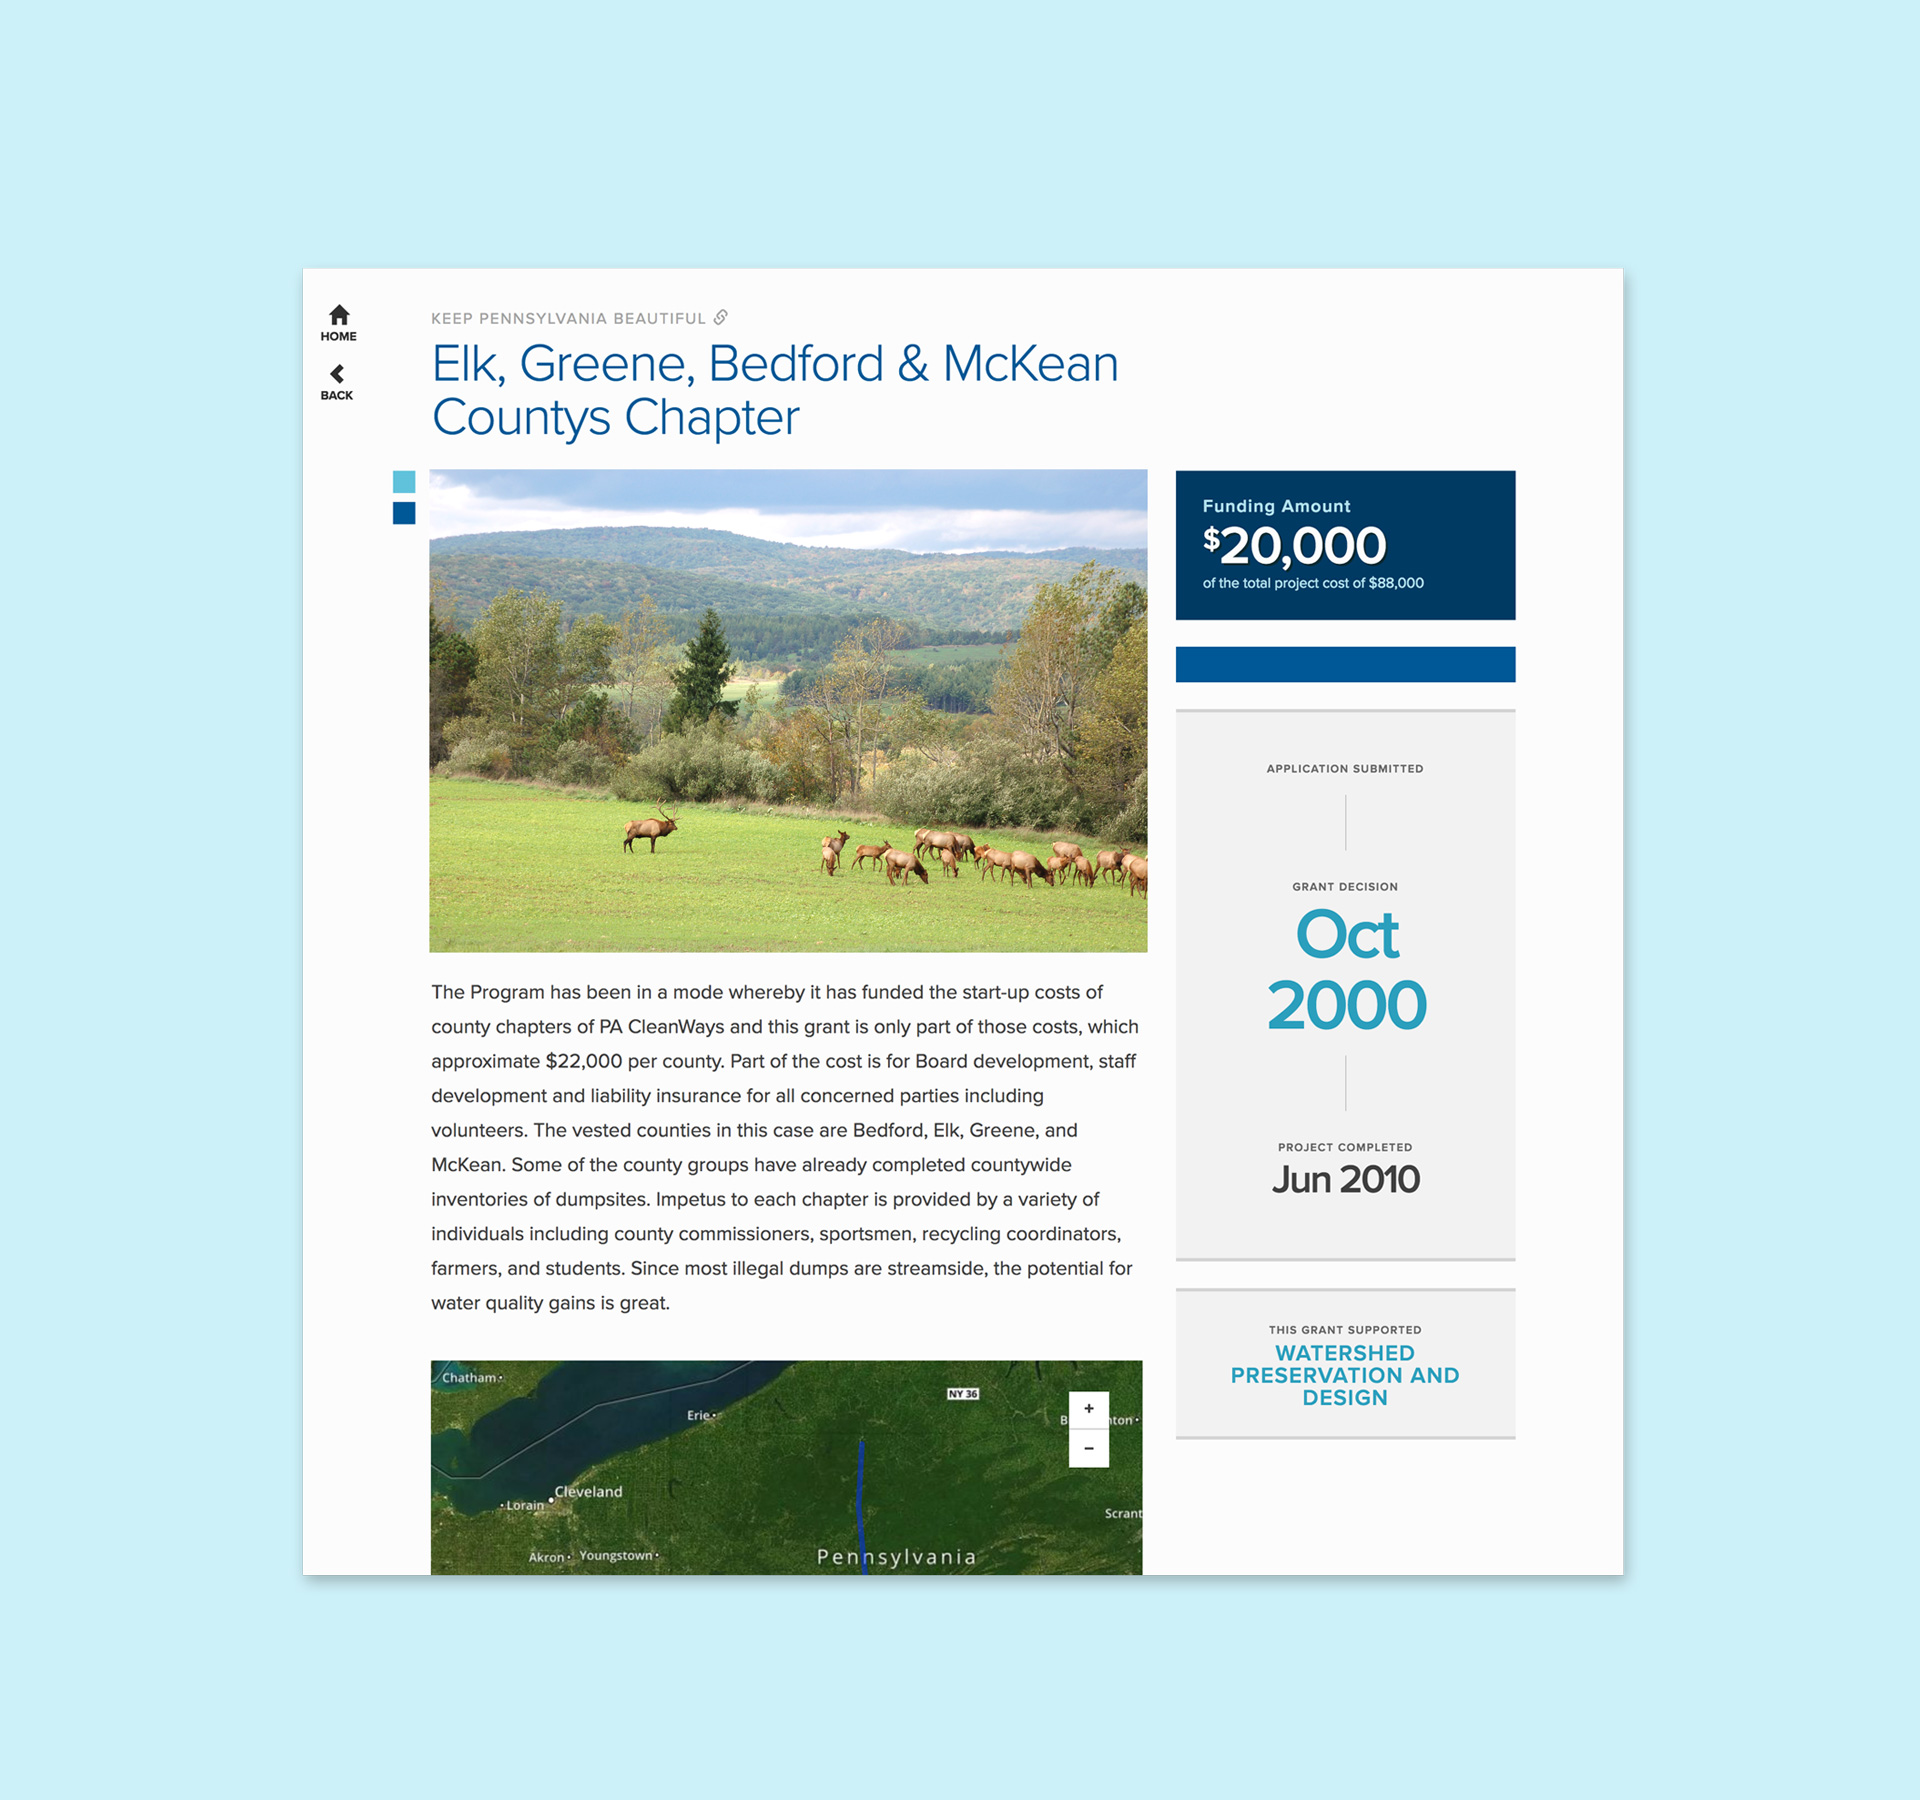 HOME
BACK
KEEP PENNSYLVANIA BEAUTIFUL
Elk, Greene, Bedford & McKean
Countys Chapter
Funding Amount
$20,000
of the total project cost of $88,000
APPLICATION SUBMITTED
GRANT DECISION
Oct
2000
PROJECT COMPLETED
Jun 2010
THIS GRANT SUPPORTED
WATERSHED
PRESERVATION AND
DESIGN
The Program has been in a mode whereby it has funded the start-up costs of
county chapters of PA CleanWays and this grant is only part of those costs, which
approximate $22,000 per county. Part of the cost is for Board development, staff
development and liability insurance for all concerned parties including
volunteers. The vested counties in this case are Bedford, Elk, Greene, and
McKean. Some of the county groups have already completed countywide
inventories of dumpsites. Impetus to each chapter is provided by a variety of
individuals including county commissioners, sportsmen, recycling coordinators,
farmers, and students. Since most illegal dumps are streamside, the potential for
water quality gains is great.
Chatham
NY 36
+
Erie
−
Cleveland
Lorain
Scrant
Akron
Youngstown
Pennsylvania